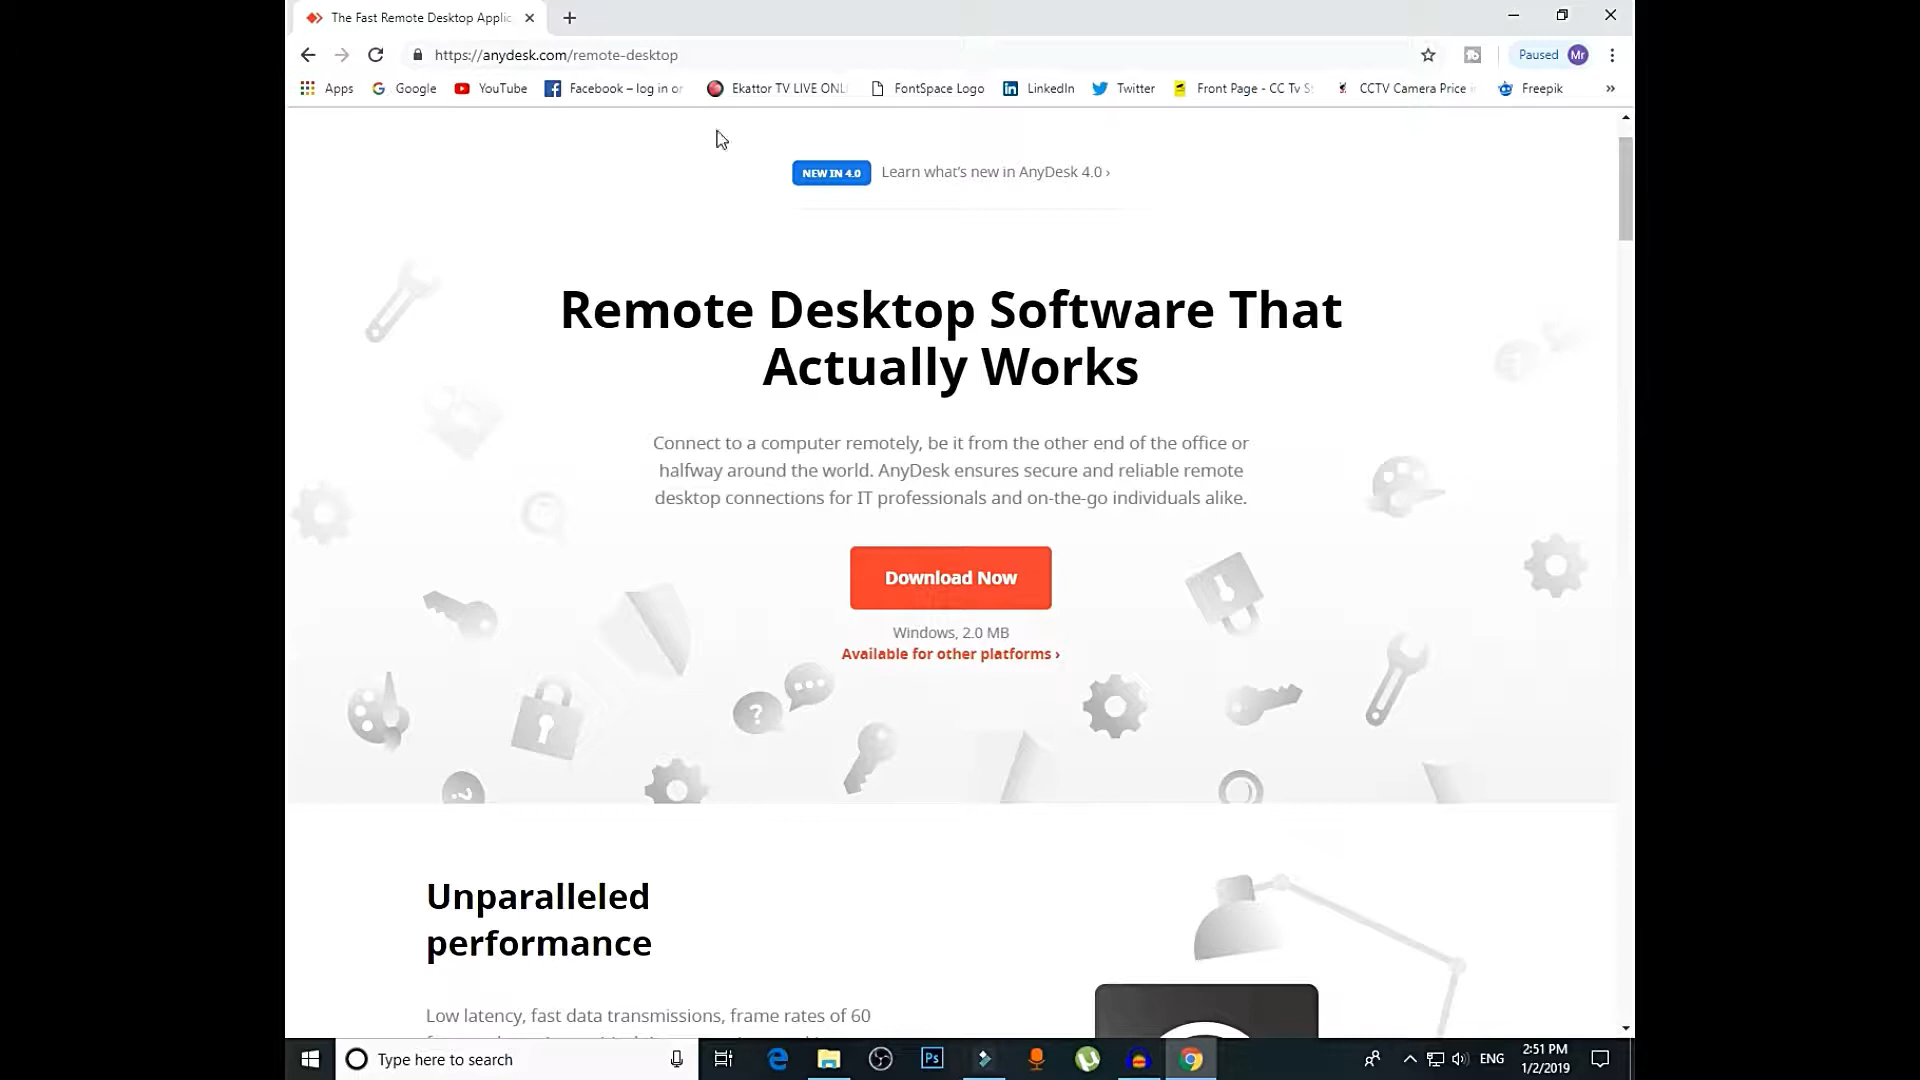 The Fast Remote Desktop Applic
https://anydesk.com/remote-desktop
Paused
Mr
Apps
Google
YouTube
Facebook – log in or
Ekattor TV LIVE ONL
FontSpace Logo
LinkedIn
Twitter
Front Page - CC Tv S
CCTV Camera Price i
Freepik
»
NEW IN 4.0 Learn what's new in AnyDesk 4.0 ›
Remote Desktop Software That
Actually Works
Connect to a computer remotely, be it from the other end of the office or
halfway around the world. AnyDesk ensures secure and reliable remote
desktop connections for IT professionals and on-the-go individuals alike.
Download Now
Windows, 2.0 MB
Available for other platforms ›
Unparalleled
performance
Low latency, fast data transmissions, frame rates of 60
Type here to search
Ps
ENG
2:51 PM
1/2/2019